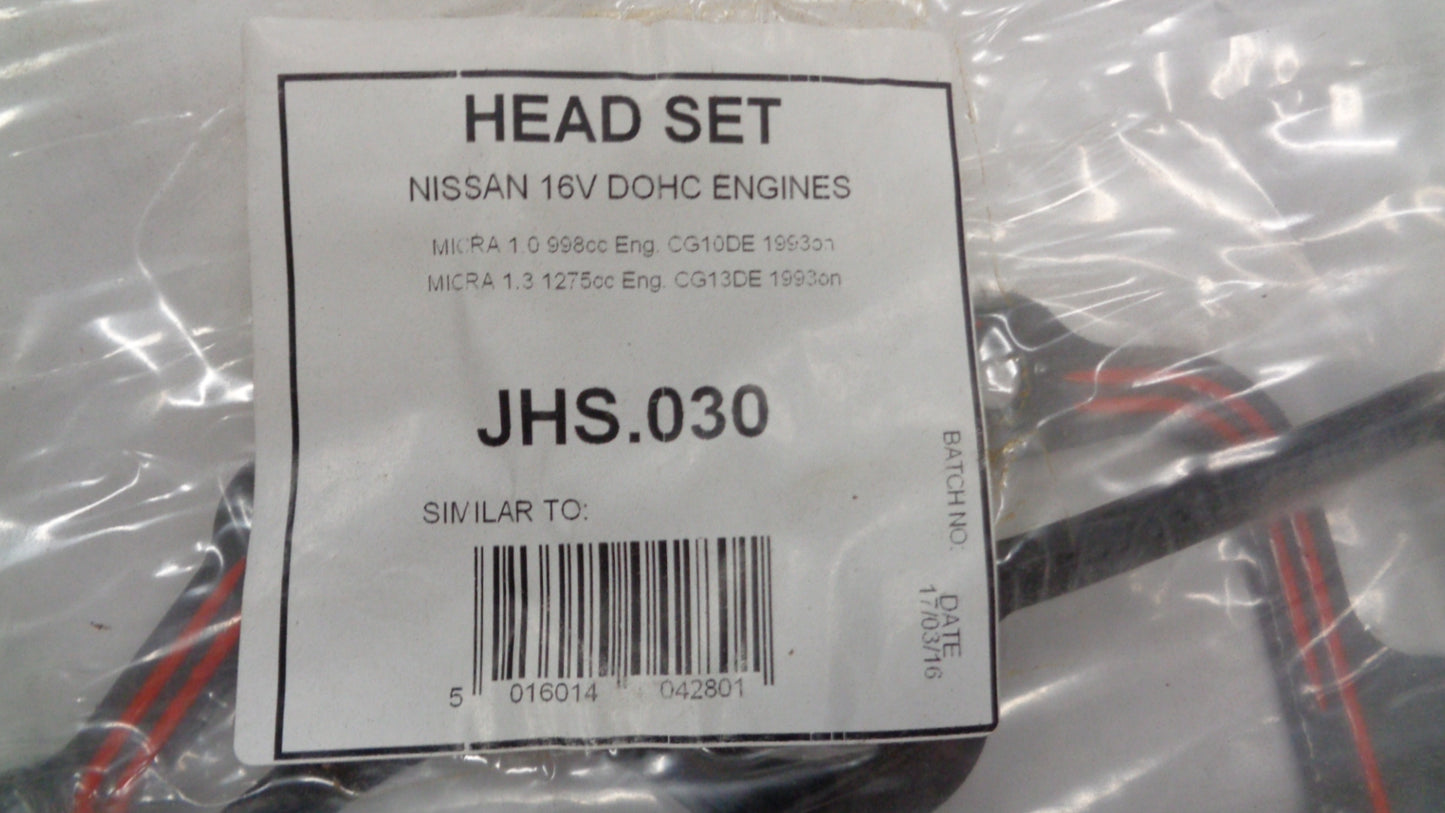 HEAD SET
NISSAN 16V DOHC ENGINES
MICRA 1.0 998cc Eng. CG10DE 1993on
MICRA 1.3 1275cc Eng. CG13DE 1993on
JHS.030
SIMILAR TO:
5 016014 042801
BATCH NO:
DATE
17/03/16